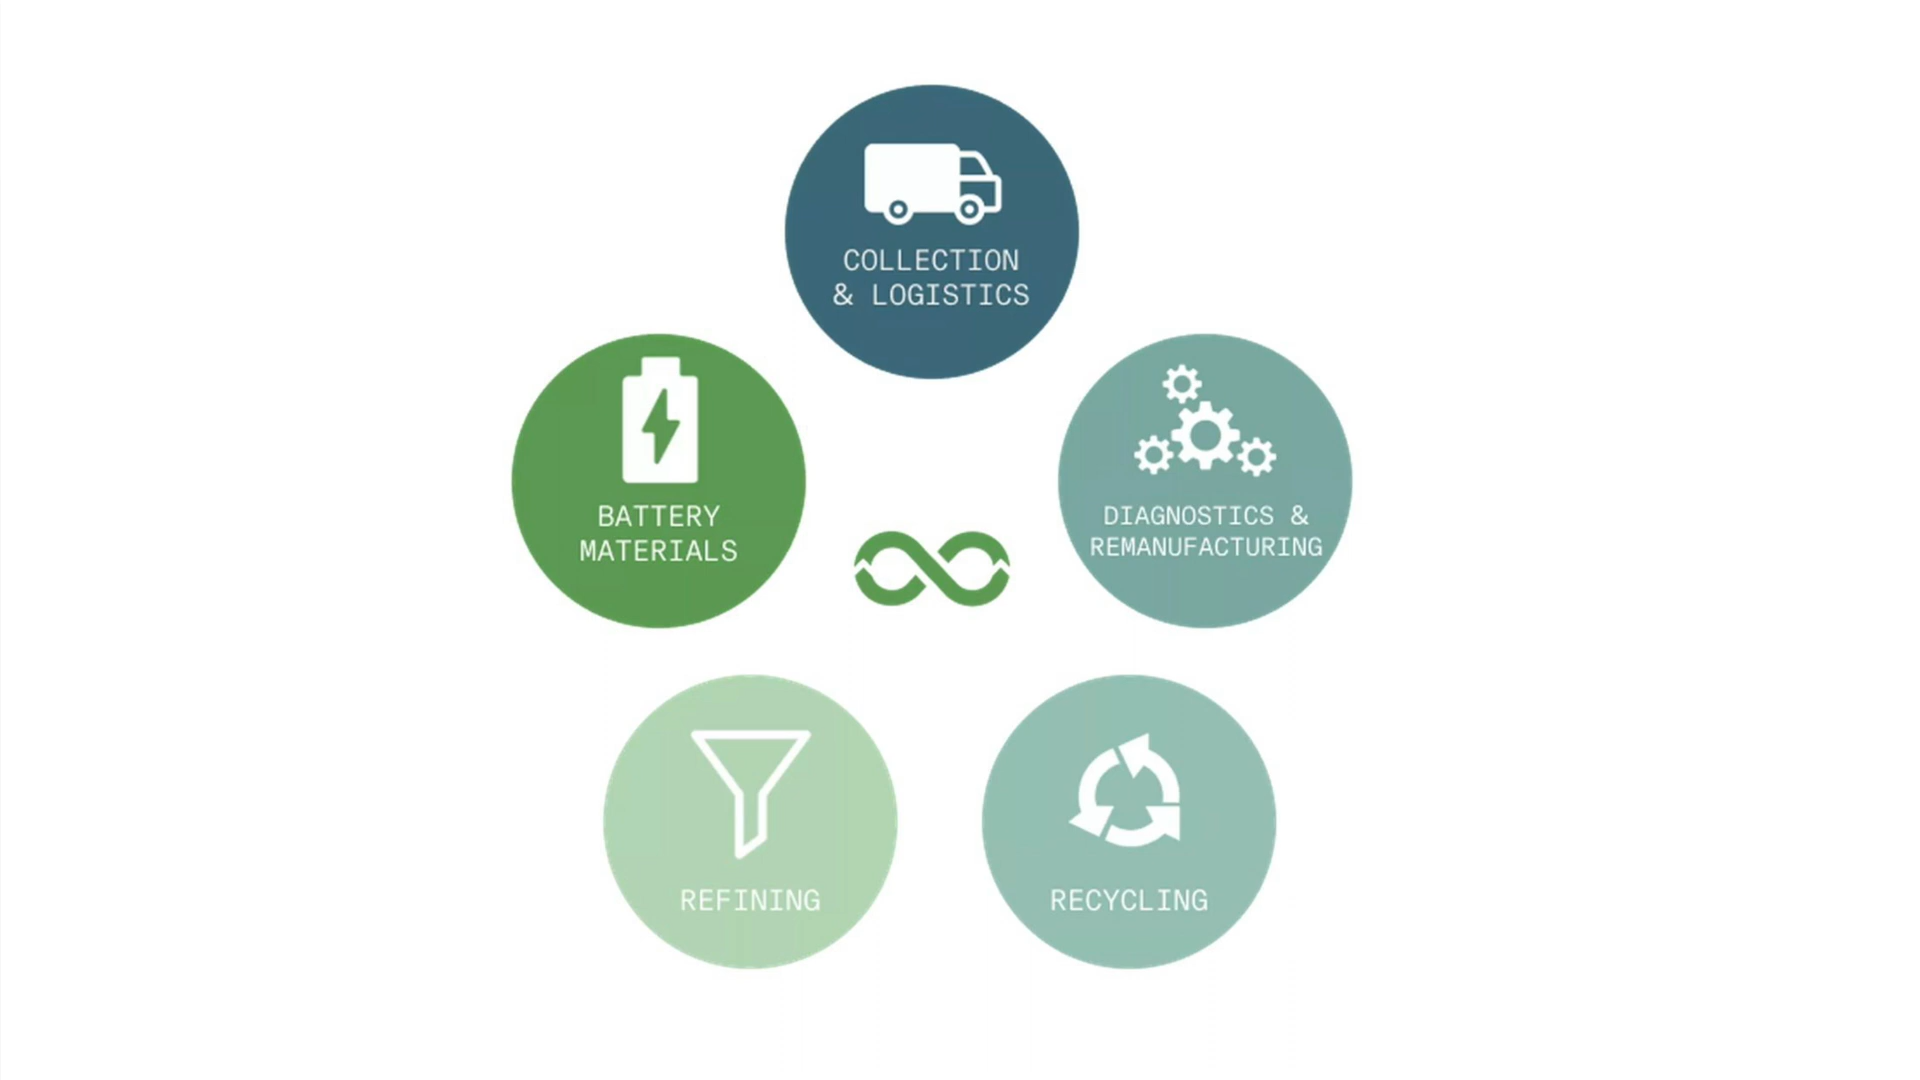 COLLECTION
& LOGISTICS
BATTERY
MATERIALS
DIAGNOSTICS &
REMANUFACTURING
REFINING
RECYCLING